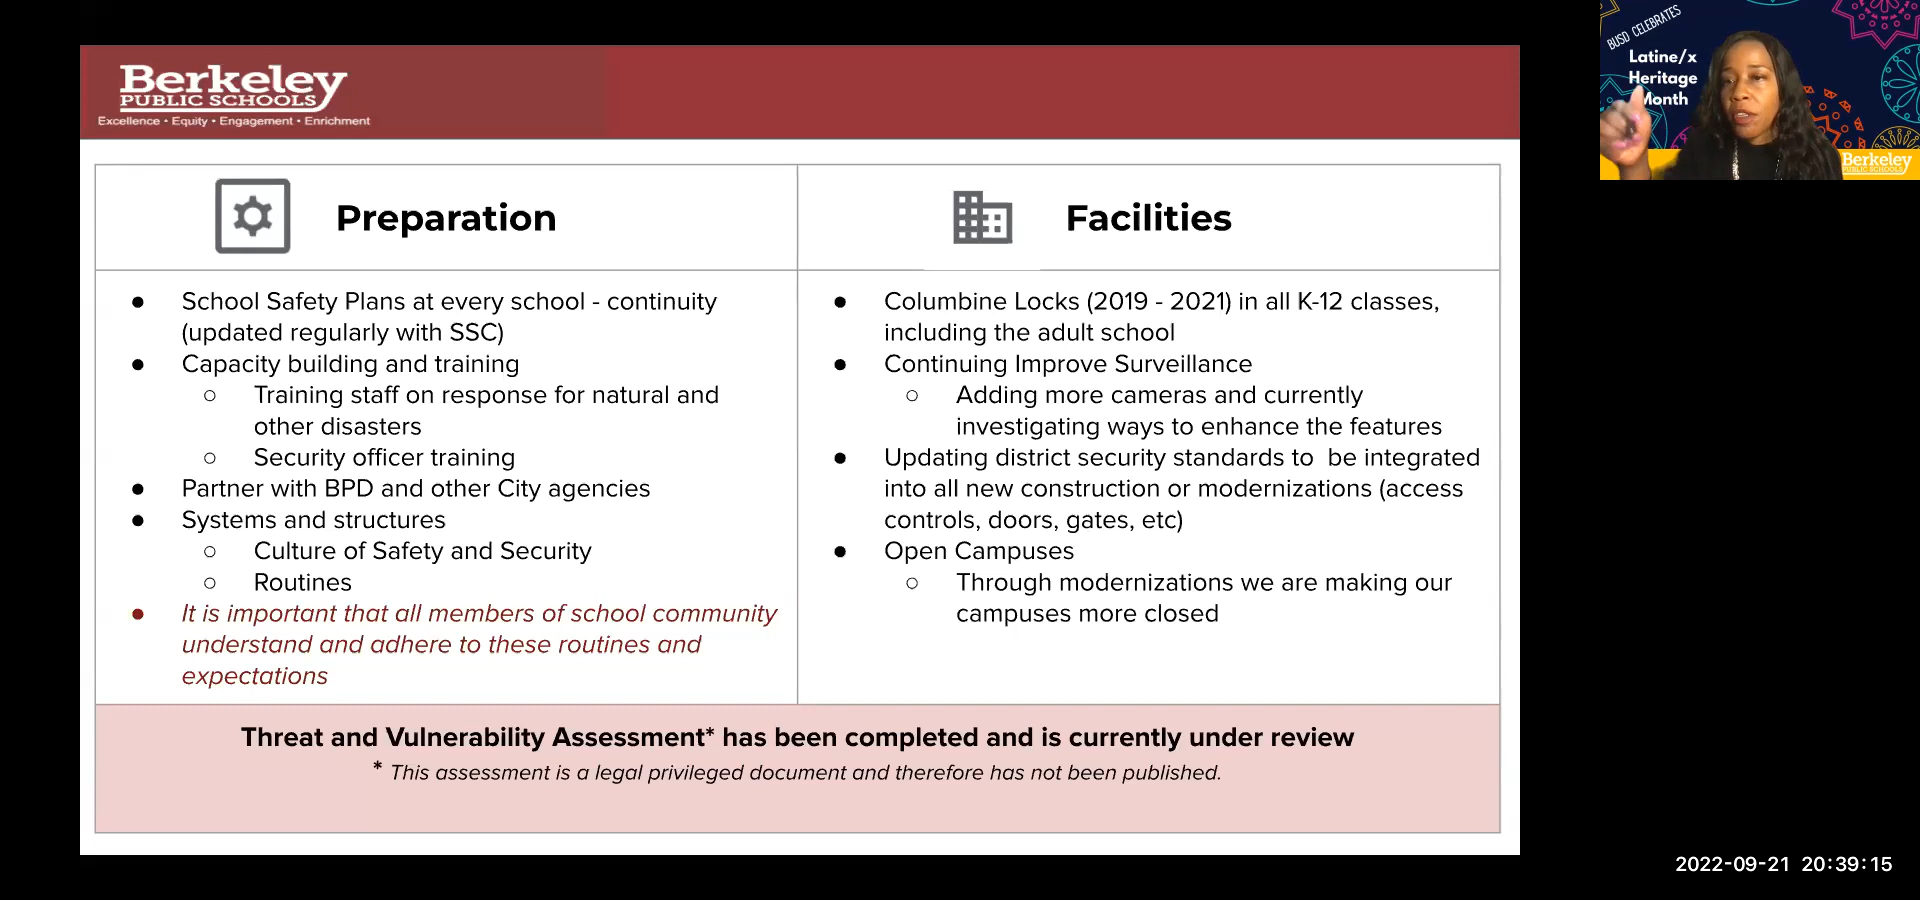 Berkeley
PUBLIC SCHOOLS
Excellence • Equity • Engagement • Enrichment
Preparation
● School Safety Plans at every school - continuity
(updated regularly with SSC)
● Capacity building and training
○ Training staff on response for natural and
other disasters
○ Security officer training
● Partner with BPD and other City agencies
● Systems and structures
○ Culture of Safety and Security
○ Routines
● It is important that all members of school community
understand and adhere to these routines and
expectations
Facilities
● Columbine Locks (2019 - 2021) in all K-12 classes,
including the adult school
● Continuing Improve Surveillance
○ Adding more cameras and currently
investigating ways to enhance the features
● Updating district security standards to  be integrated
into all new construction or modernizations (access
controls, doors, gates, etc)
● Open Campuses
○ Through modernizations we are making our
campuses more closed
Threat and Vulnerability Assessment* has been completed and is currently under review
* This assessment is a legal privileged document and therefore has not been published.
BUSD CELEBRATES
Latine/x
Heritage
Month
Berkeley
PUBLIC SCHOOLS
2022-09-21 20:39:15